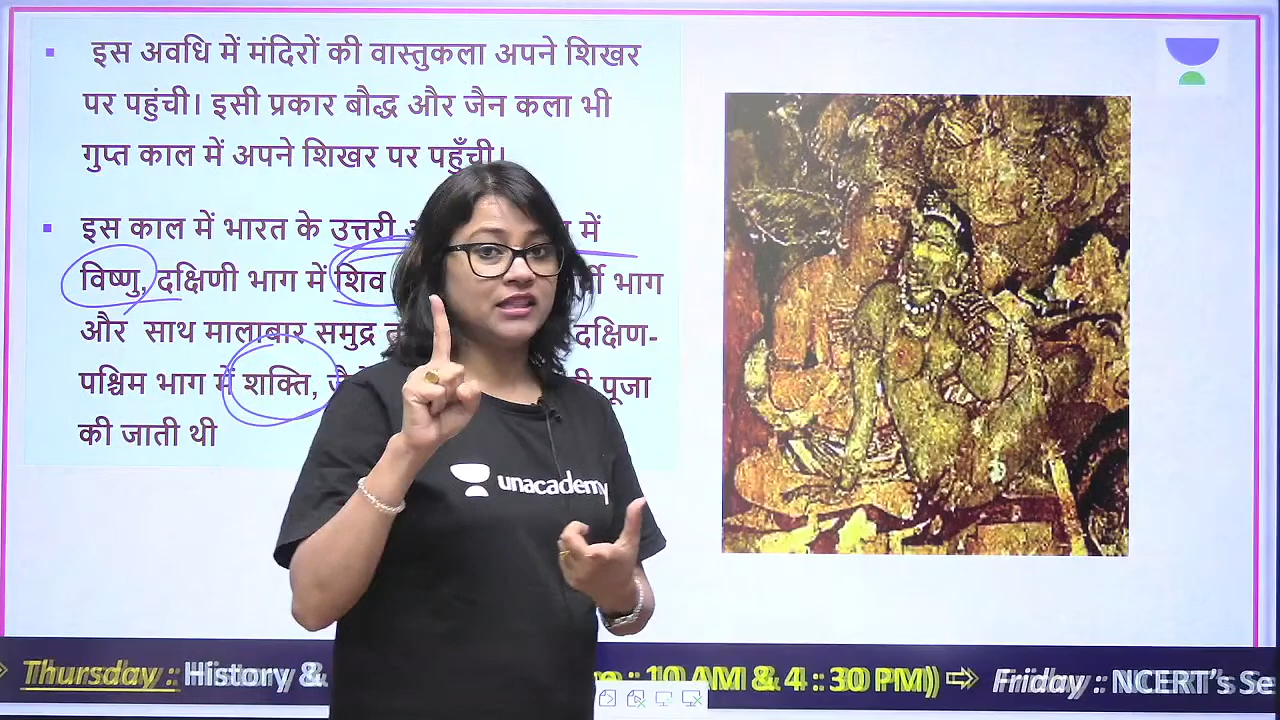 इस अवधि में मंदिरों की वास्तुकला अपने शिखर
पर पहुंची। इसी प्रकार बौद्ध और जैन कला भी
गुप्त काल में अपने शिखर पर पहुँची।
इस काल में भारत के उत्तरी में
विष्णु, दक्षिणी भाग में शिव भाग
और साथ मालाबार समुद्र दक्षिण-
पश्चिम भाग में शक्ति, पूजा
की जाती थी
unacademy
Thursday :: History & :: 10 AM & 4 :: 30 PM)) ⇨ Friday :: NCERT's Se